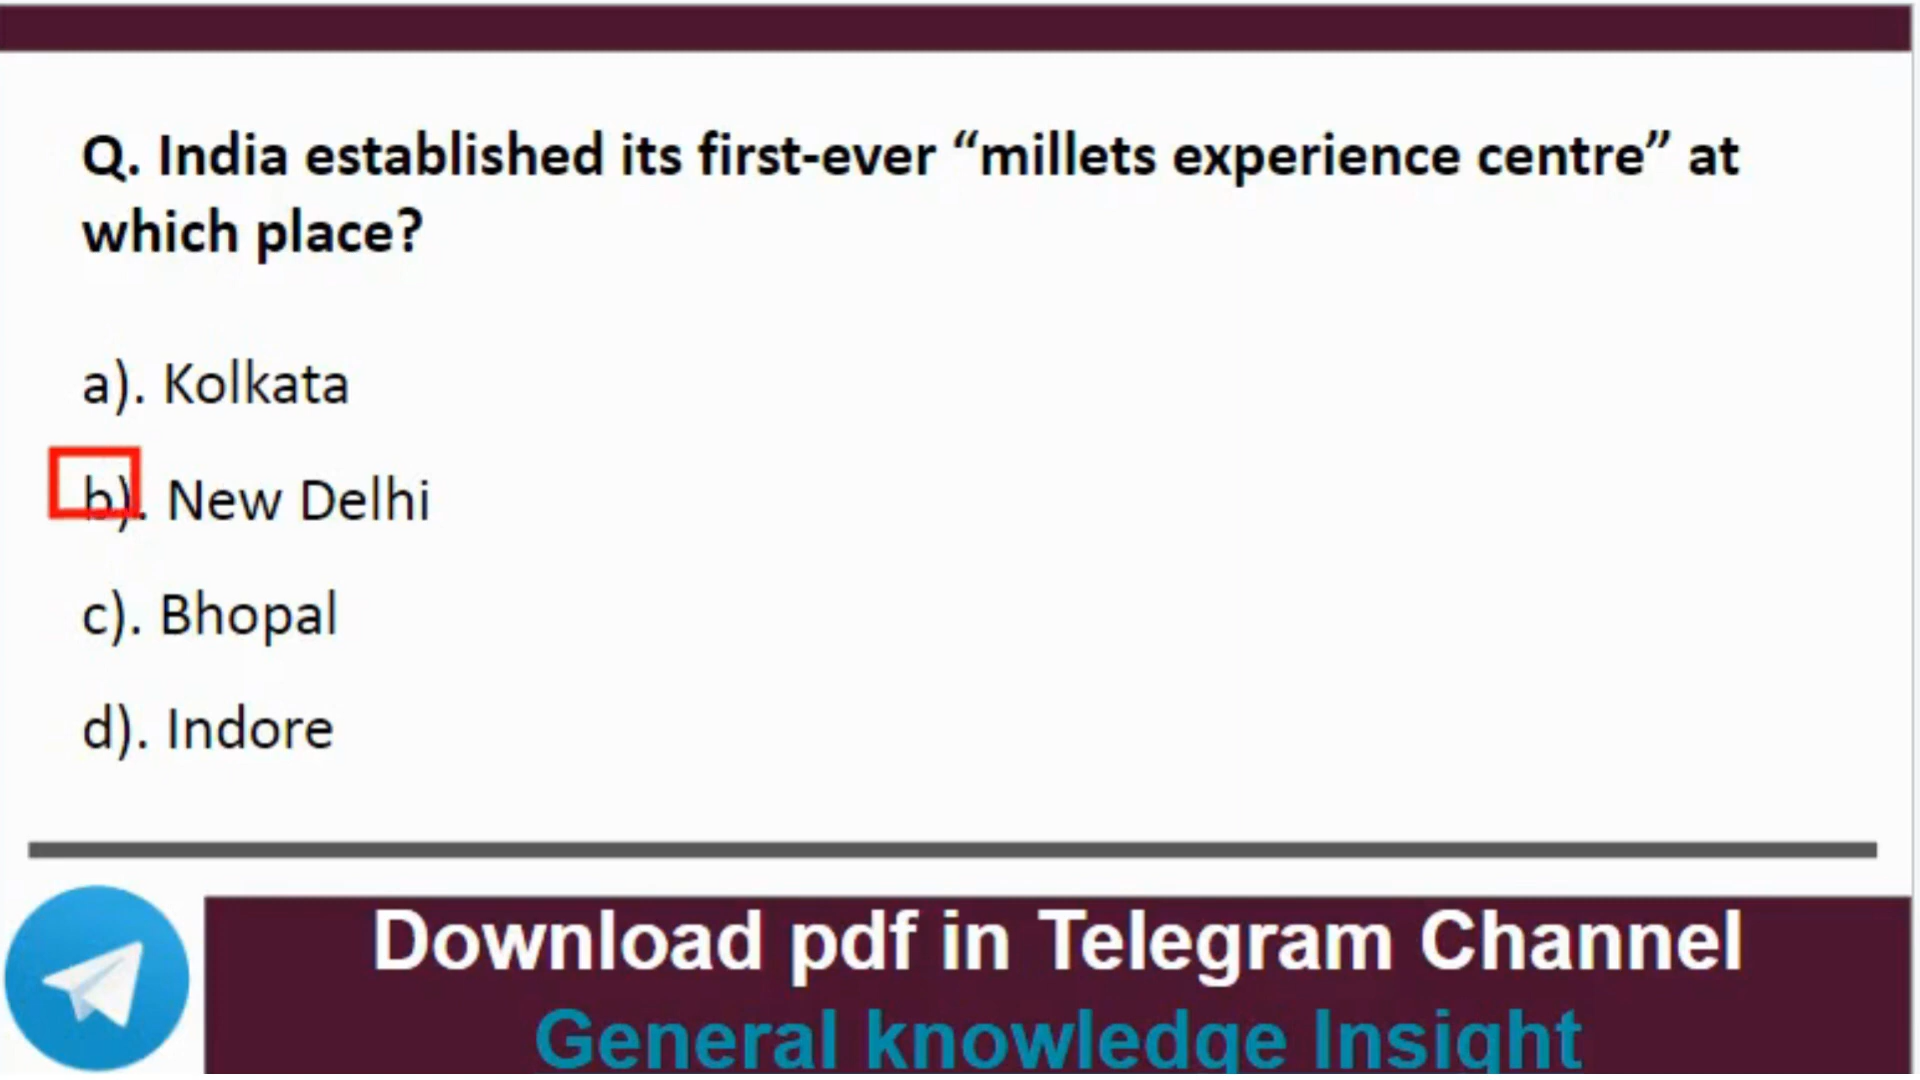 Q. India established its first-ever “millets experience centre” at
which place?
a). Kolkata
b). New Delhi
c). Bhopal
d). Indore
Download pdf in Telegram Channel
General knowledge Insight